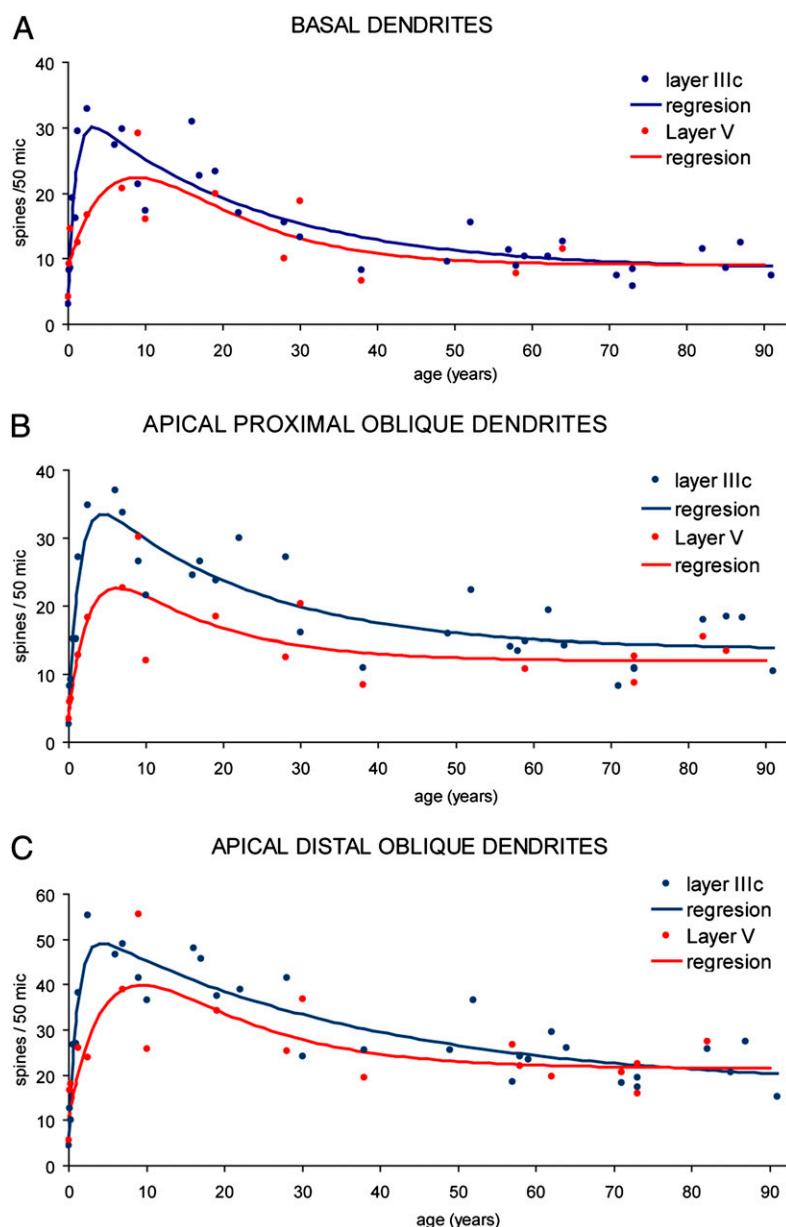 A
BASAL DENDRITES
40
30
20
10
0
spines /50 mic
layer IIIc
regresion
Layer V
regresion
0 10 20 30 40 50 60 70 80 90
age (years)
B
APICAL PROXIMAL OBLIQUE DENDRITES
40
30
20
10
0
spines / 50 mic
layer IIIc
regresion
Layer V
regresion
0 10 20 30 40 50 60 70 80 90
age (years)
C
APICAL DISTAL OBLIQUE DENDRITES
60
50
40
30
20
10
0
spines / 50 mic
layer IIIc
regresion
Layer V
regresion
0 10 20 30 40 50 60 70 80 90
age (years)